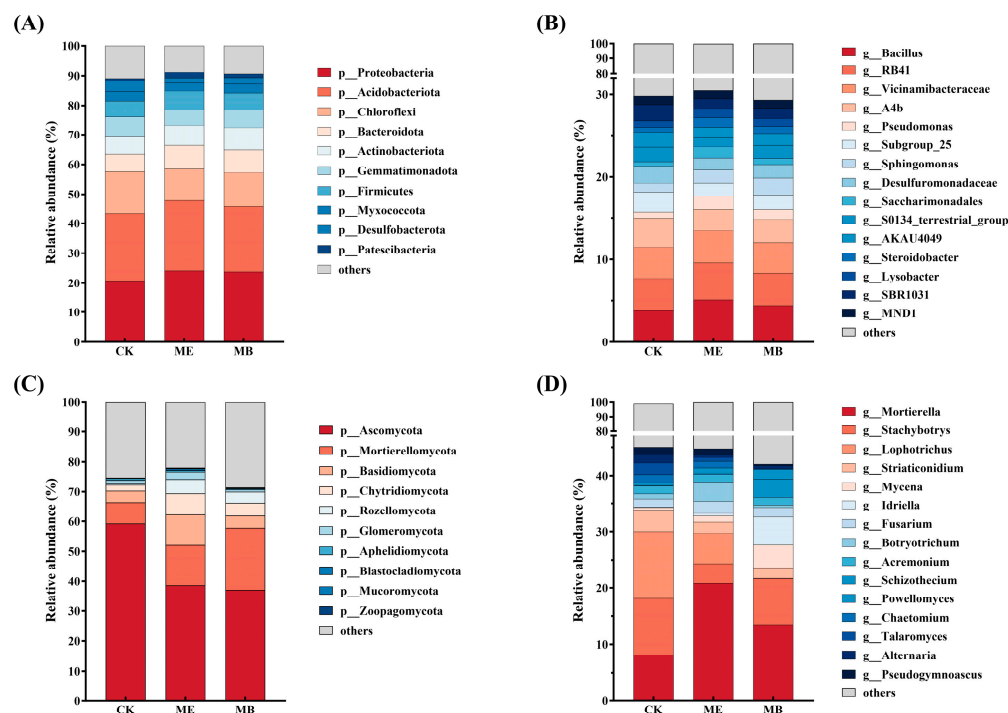 (A)
Relative abundance (%)
100
90
80
70
60
50
40
30
20
10
0
CK ME MB
p__Proteobacteria
p__Acidobacteriota
p__Chloroflexi
p__Bacteroidota
p__Actinobacteriota
p__Gemmatimonadota
p__Firmicutes
p__Myxococcota
p__Desulfobacterota
p__Patescibacteria
others
(B)
Relative abundance (%)
100
90
80
30
20
10
0
CK ME MB
g__Bacillus
g__RB41
g__Vicinamibacteraceae
g__A4b
g__Pseudomonas
g__Subgroup_25
g__Sphingomonas
g__Desulfuromonadaceae
g__Saccharimonadales
g__S0134_terrestrial_group
g__AKAU4049
g__Steroidobacter
g__Lysobacter
g__SBR1031
g__MND1
others
(C)
Relative abundance (%)
100
90
80
70
60
50
40
30
20
10
0
CK ME MB
p__Ascomycota
p__Mortierellomycota
p__Basidiomycota
p__Chytridiomycota
p__Rozellomycota
p__Glomeromycota
p__Aphelidiomycota
p__Blastocladiomycota
p__Mucoromycota
p__Zoopagomycota
others
(D)
Relative abundance (%)
100
90
80
40
30
20
10
0
CK ME MB
g__Mortierella
g__Stachybotrys
g__Lophotrichus
g__Striaticonidium
g__Mycena
g__Idriella
g__Fusarium
g__Botryotrichum
g__Acremonium
g__Schizothecium
g__Powellomyces
g__Chaetomium
g__Talaromyces
g__Alternaria
g__Pseudogymnoascus
others